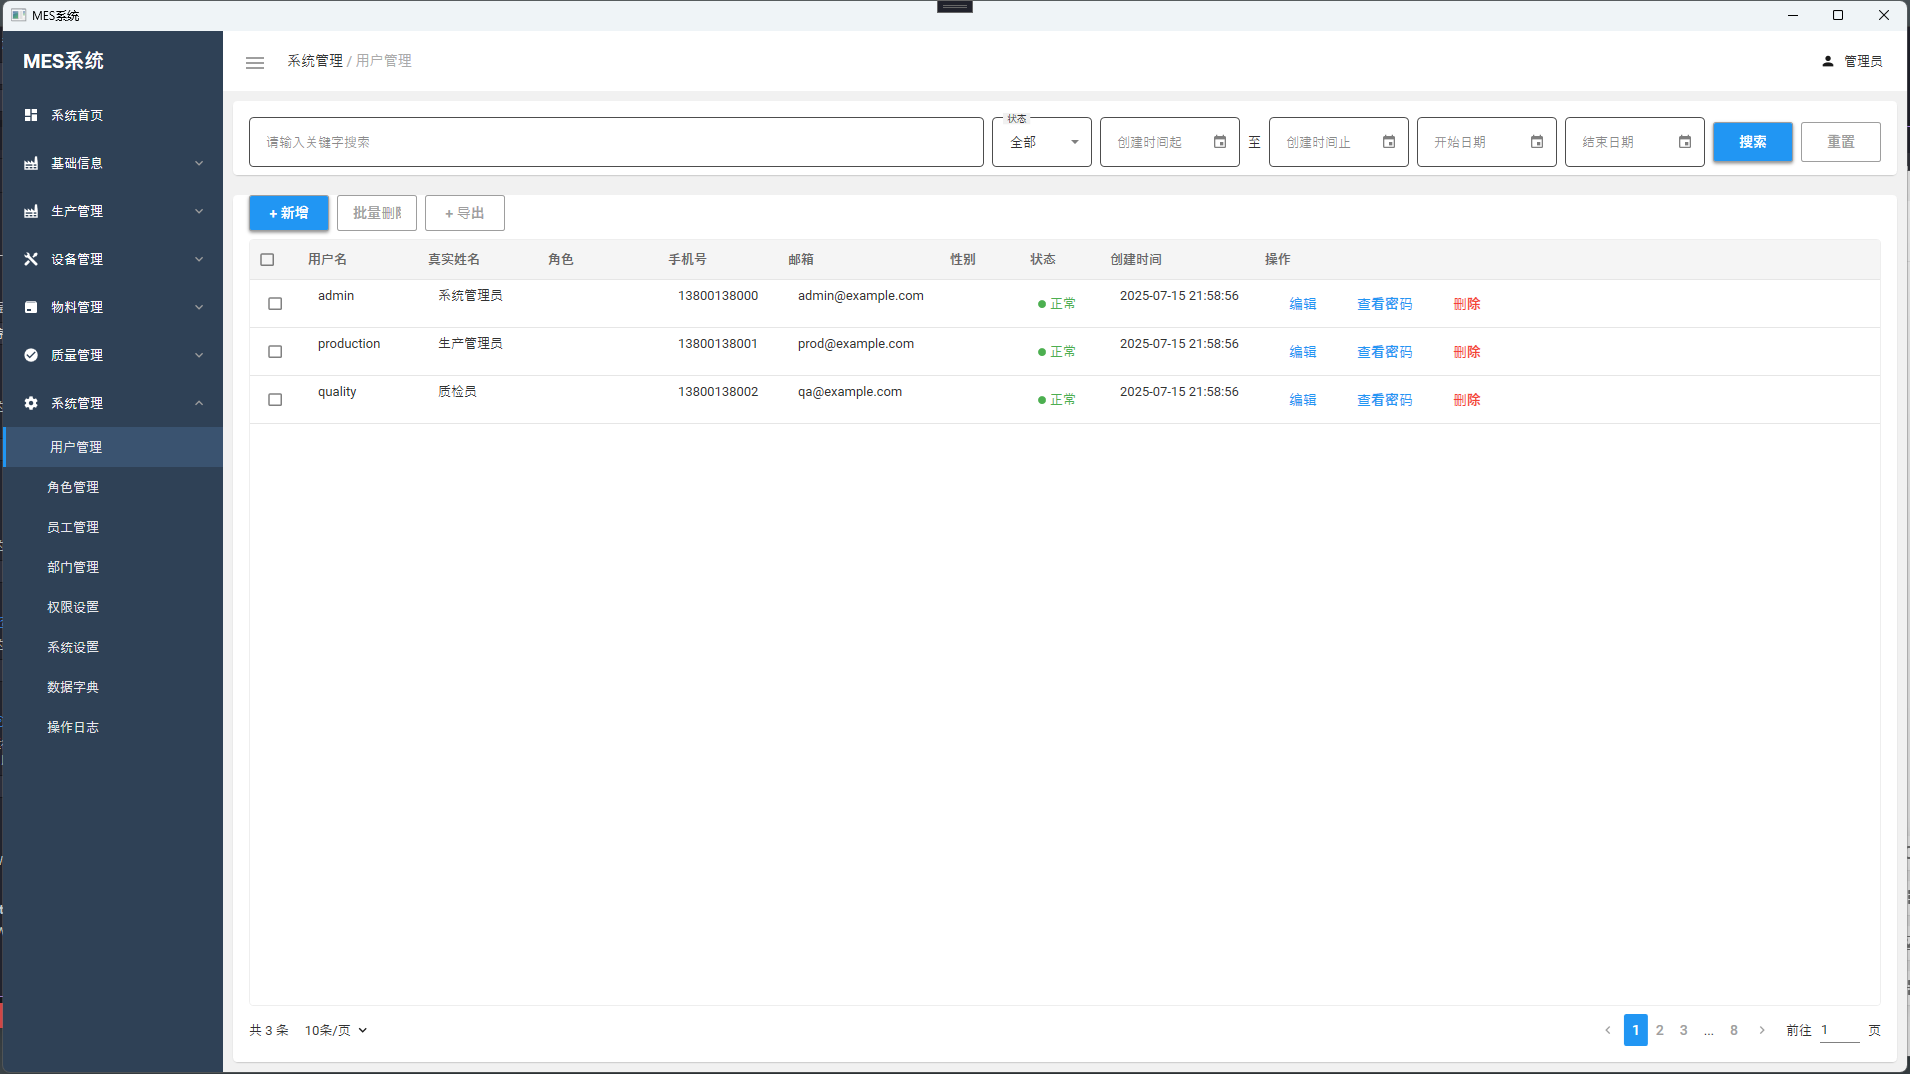 MES系统
MES系统
系统管理 / 用户管理
管理员
系统首页
基础信息
生产管理
设备管理
物料管理
质量管理
系统管理
用户管理
角色管理
员工管理
部门管理
权限设置
系统设置
数据字典
操作日志
请输入关键字搜索
状态
全部
创建时间起
至
创建时间止
开始日期
结束日期
搜索
重置
+ 新增
批量删
+ 导出
用户名 真实姓名 角色 手机号 邮箱 性别 状态 创建时间 操作
admin 系统管理员 13800138000 admin@example.com 正常 2025-07-15 21:58:56 编辑 查看密码 删除
production 生产管理员 13800138001 prod@example.com 正常 2025-07-15 21:58:56 编辑 查看密码 删除
quality 质检员 13800138002 qa@example.com 正常 2025-07-15 21:58:56 编辑 查看密码 删除
共 3 条 10条/页
1 2 3 ... 8 前往 1 页